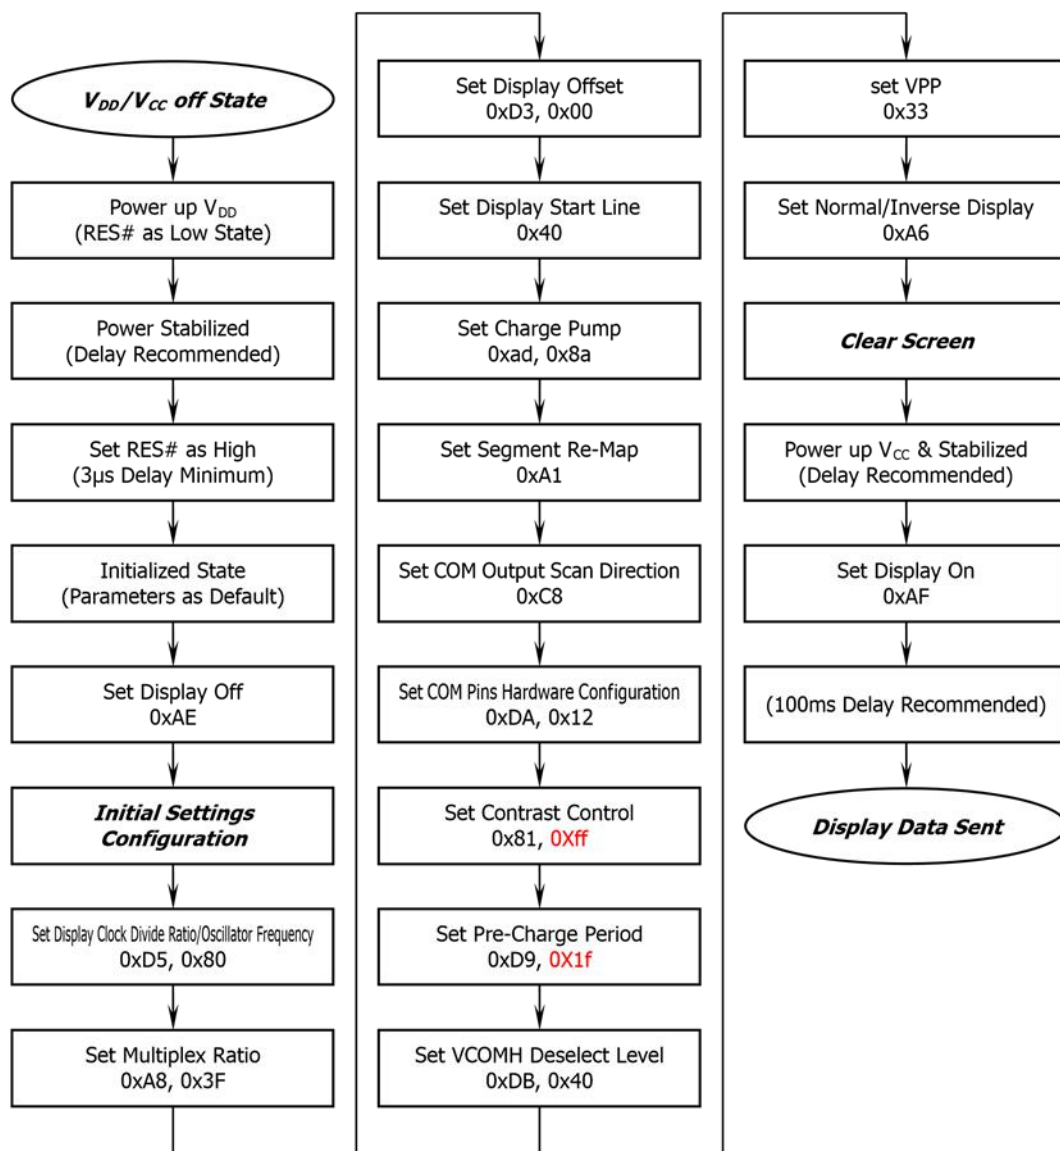 V_DD/V_CC off State
Power up V_DD
(RES# as Low State)
Power Stabilized
(Delay Recommended)
Set RES# as High
(3μs Delay Minimum)
Initialized State
(Parameters as Default)
Set Display Off
0xAE
Initial Settings
Configuration
Set Display Clock Divide Ratio/Oscillator Frequency
0xD5, 0x80
Set Multiplex Ratio
0xA8, 0x3F
Set Display Offset
0xD3, 0x00
Set Display Start Line
0x40
Set Charge Pump
0xad, 0x8a
Set Segment Re-Map
0xA1
Set COM Output Scan Direction
0xC8
Set COM Pins Hardware Configuration
0xDA, 0x12
Set Contrast Control
0x81, 0Xff
Set Pre-Charge Period
0xD9, 0X1f
Set VCOMH Deselect Level
0xDB, 0x40
set VPP
0x33
Set Normal/Inverse Display
0xA6
Clear Screen
Power up V_CC & Stabilized
(Delay Recommended)
Set Display On
0xAF
(100ms Delay Recommended)
Display Data Sent